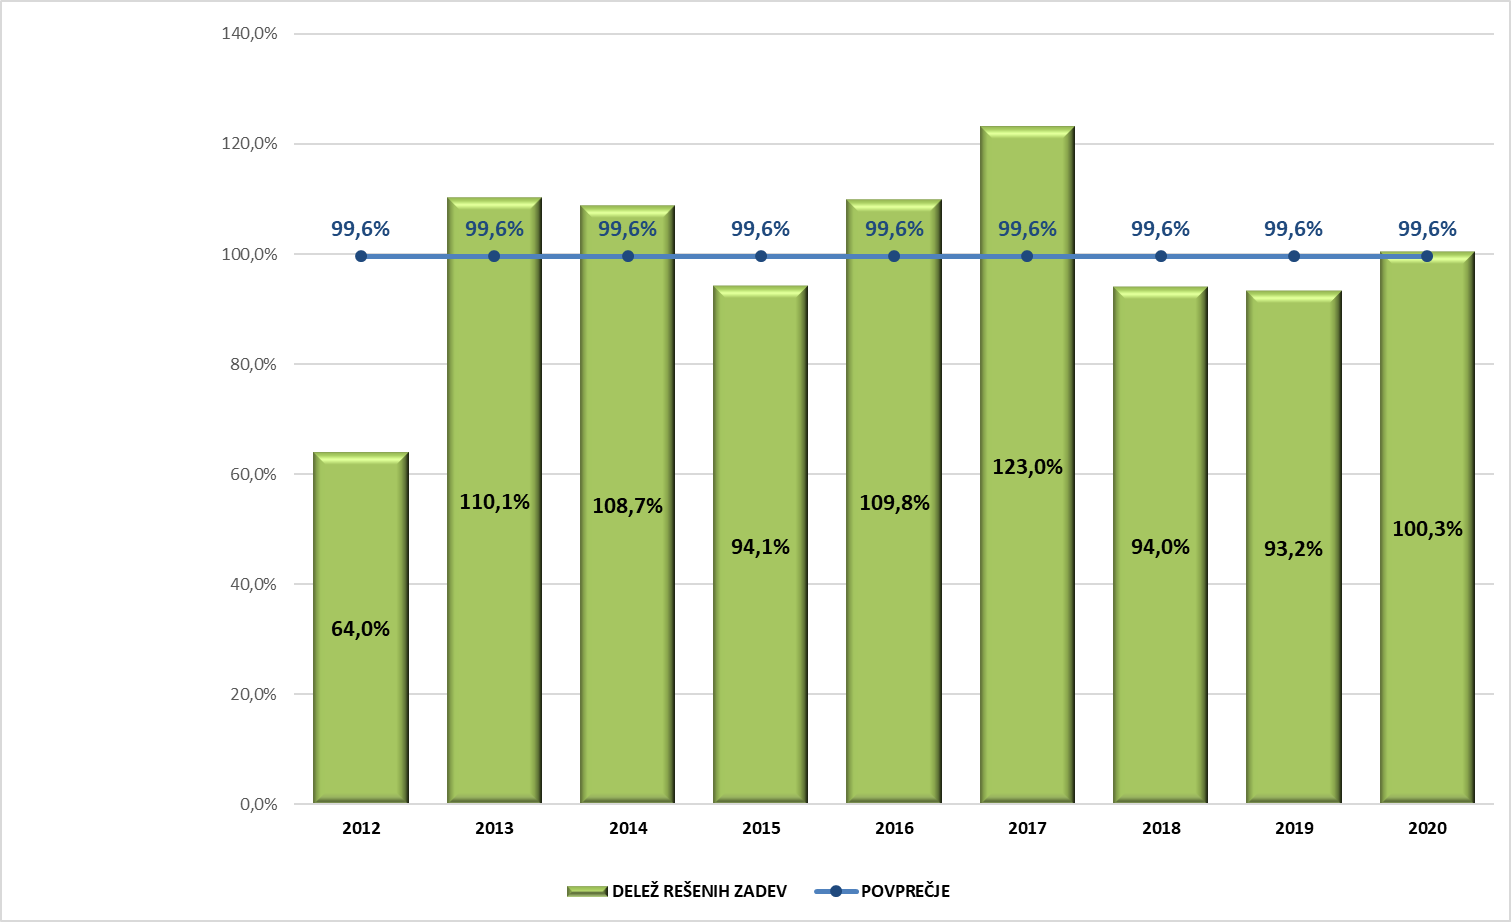 140,0%
120,0%
99,6% 99,6% 99,6% 99,6% 99,6% 99,6% 99,6% 99,6% 99,6%
100,0%
80,0%
60,0%
123,0%
110,1% 108,7% 109,8%
94,1% 94,0% 93,2% 100,3%
40,0%
64,0%
20,0%
0,0%
2012 2013 2014 2015 2016 2017 2018 2019 2020
DELEŽ REŠENIH ZADEV POVPREČJE